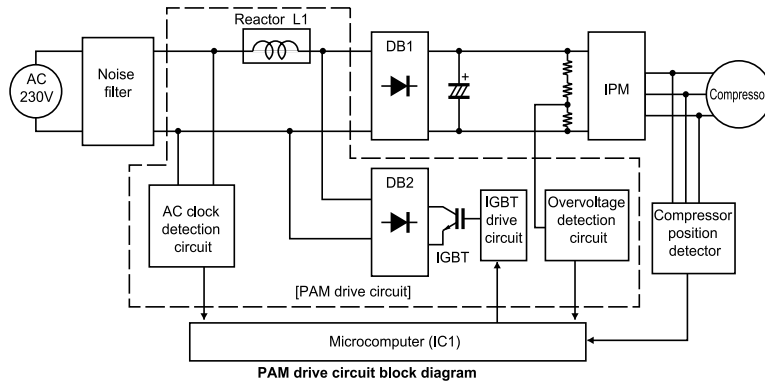 Reactor L1
AC
230V
Noise
filter
DB1
+
IPM
Compressor
AC clock
detection
circuit
DB2
IGBT
IGBT
drive
circuit
Overvoltage
detection
circuit
Compressor
position
detector
[PAM drive circuit]
Microcomputer (IC1)
PAM drive circuit block diagram